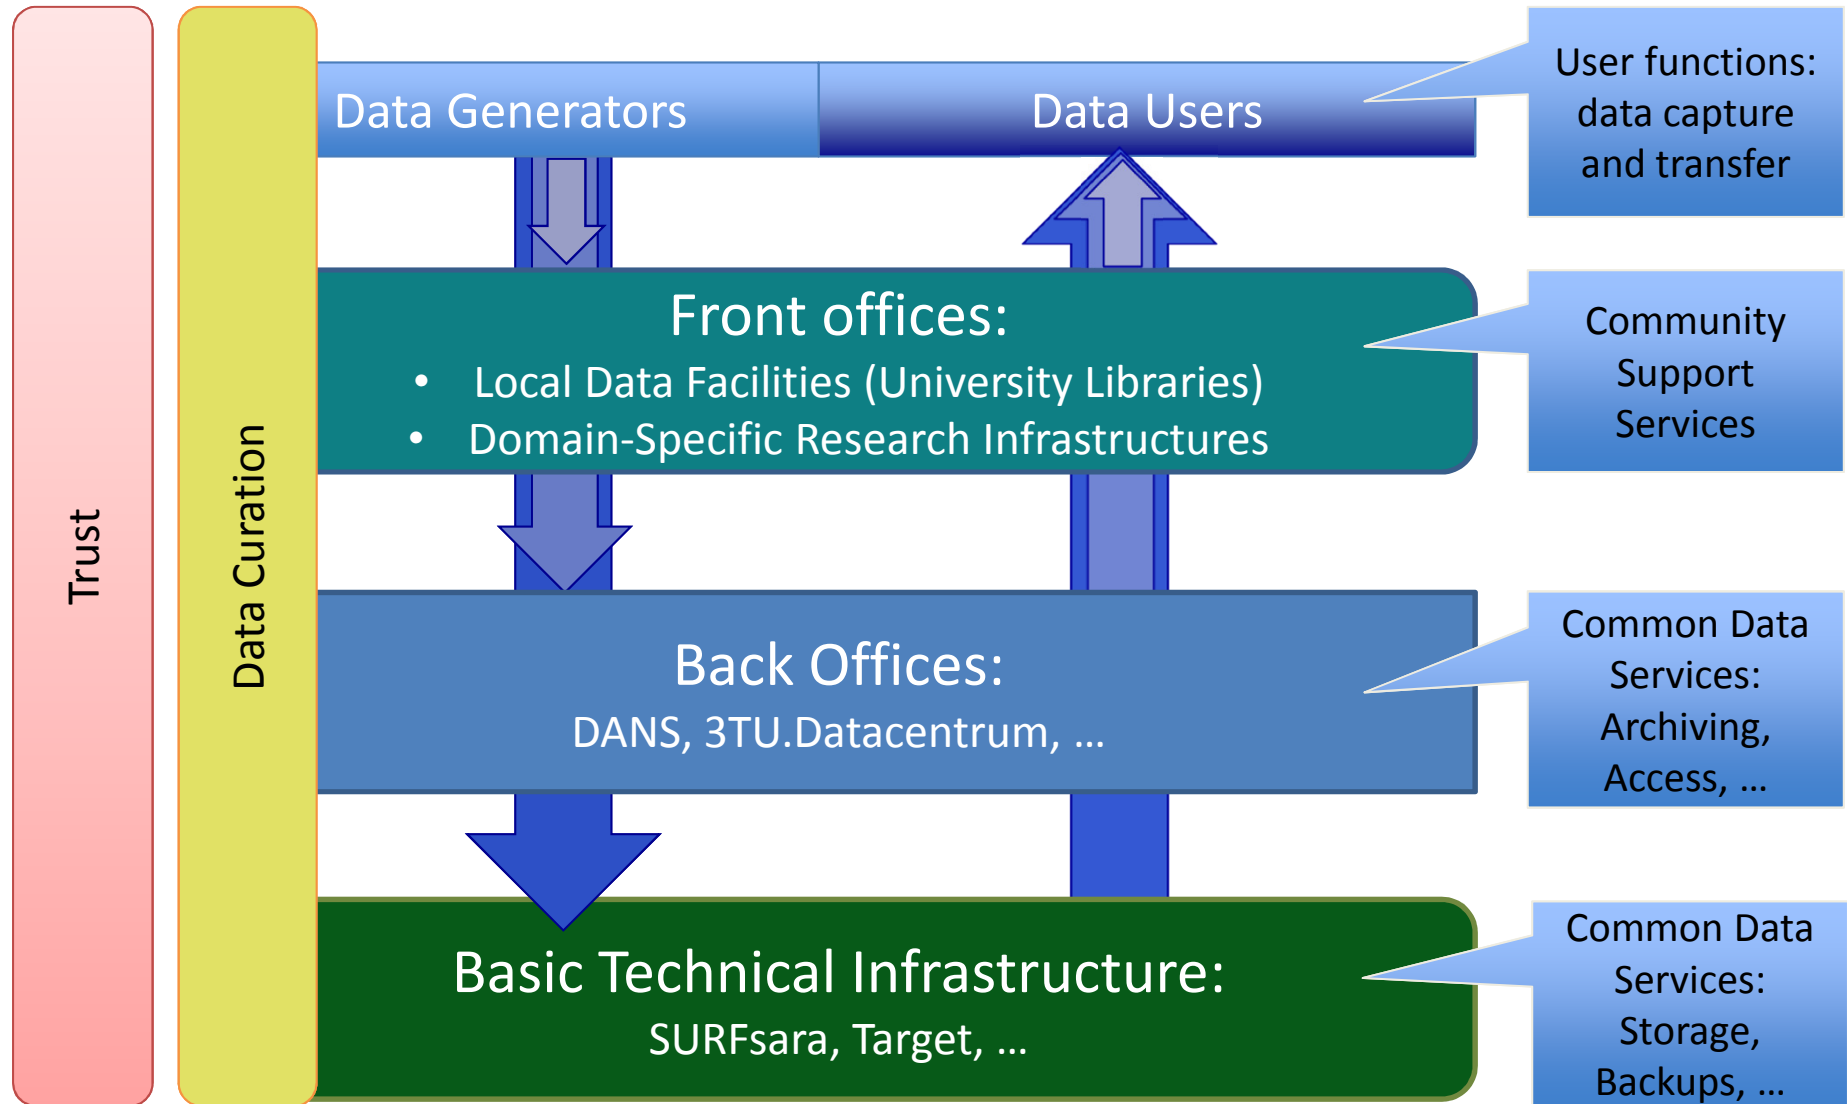 Trust
Data Curation
Data Generators
Data Users
User functions:
data capture
and transfer
Front offices:
• Local Data Facilities (University Libraries)
• Domain-Specific Research Infrastructures
Community
Support
Services
Back Offices:
DANS, 3TU.Datacentrum, …
Common Data
Services:
Archiving,
Access, …
Basic Technical Infrastructure:
SURFsara, Target, …
Common Data
Services:
Storage,
Backups, …